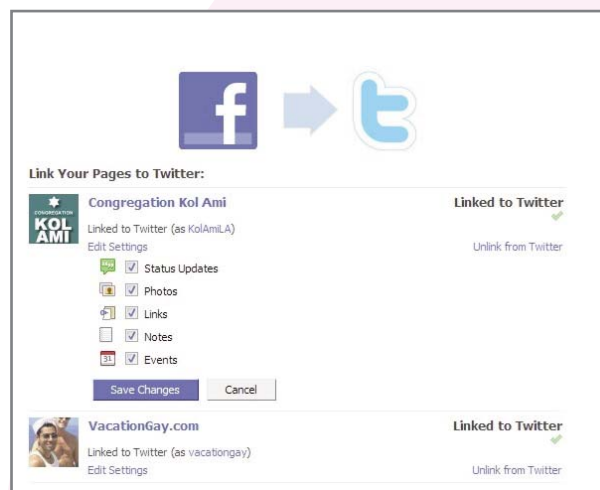 f
t
Link Your Pages to Twitter:
CONGREGATION
KOL
AMI
Congregation Kol Ami
Linked to Twitter
Linked to Twitter (as KolAmiLA)
Edit Settings
Unlink from Twitter
Status Updates
Photos
Links
Notes
31
Events
Save Changes
Cancel
VacationGay.com
Linked to Twitter
Linked to Twitter (as vacationgay)
Edit Settings
Unlink from Twitter